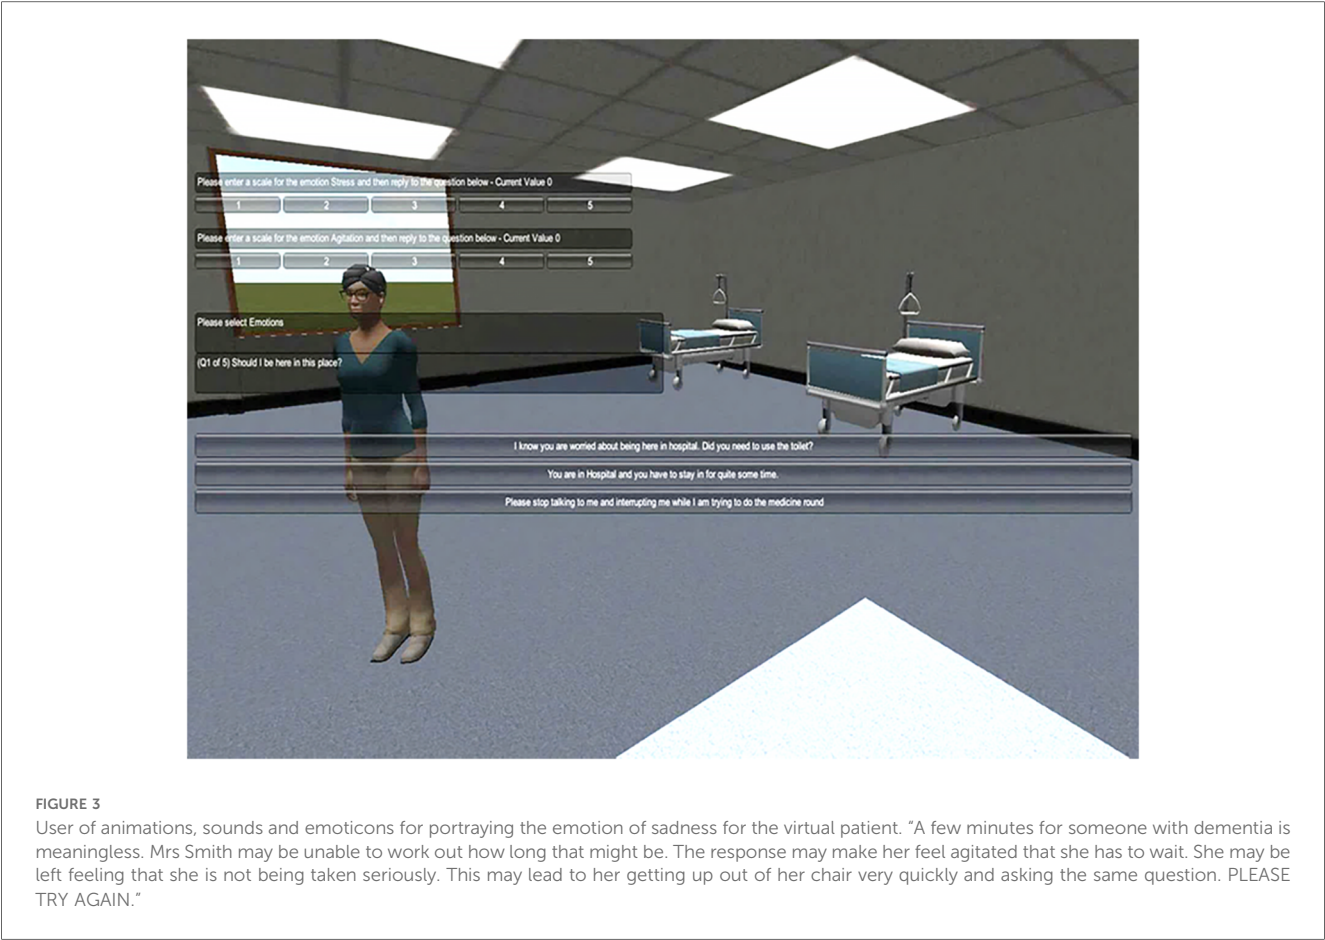 Please enter a scale for the emotion Stress and then reply to the question below - Current Value 0
1 2 3 4 5
Please enter a scale for the emotion Agitation and then reply to the question below - Current Value 0
1 2 3 4 5
Please select Emotions
(Q1 of 5) Should I be here in this place?
I know you are worried about being here in hospital. Did you need to use the toilet?
You are in Hospital and you have to stay in for quite some time.
Please stop talking to me and interrupting me while I am trying to do the medicine round
FIGURE 3
User of animations, sounds and emoticons for portraying the emotion of sadness for the virtual patient. “A few minutes for someone with dementia is
meaningless. Mrs Smith may be unable to work out how long that might be. The response may make her feel agitated that she has to wait. She may be
left feeling that she is not being taken seriously. This may lead to her getting up out of her chair very quickly and asking the same question. PLEASE
TRY AGAIN.”